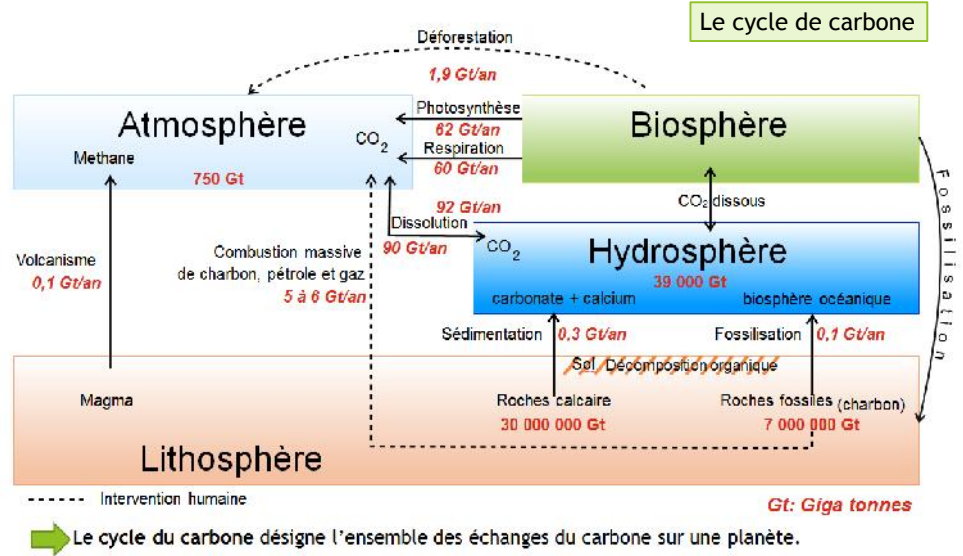 Le cycle de carbone
Déforestation
1,9 Gt/an
Atmosphère
Methane
CO₂
750 Gt
Photosynthèse
62 Gt/an
Respiration
60 Gt/an
Biosphère
Fossilisation
CO₂ dissous
92 Gt/an
Dissolution
90 Gt/an
CO₂
Hydrosphère
39 000 Gt
carbonate + calcium
biosphère océanique
Volcanisme
0,1 Gt/an
Combustion massive
de charbon, pétrole et gaz
5 à 6 Gt/an
Sédimentation
0,3 Gt/an
Fossilisation
0,1 Gt/an
Sol Décomposition organique
Magma
Roches calcaire
30 000 000 Gt
Roches fossiles (charbon)
7 000 000 Gt
Lithosphère
Intervention humaine
Gt: Giga tonnes
Le cycle du carbone désigne l'ensemble des échanges du carbone sur une planète.